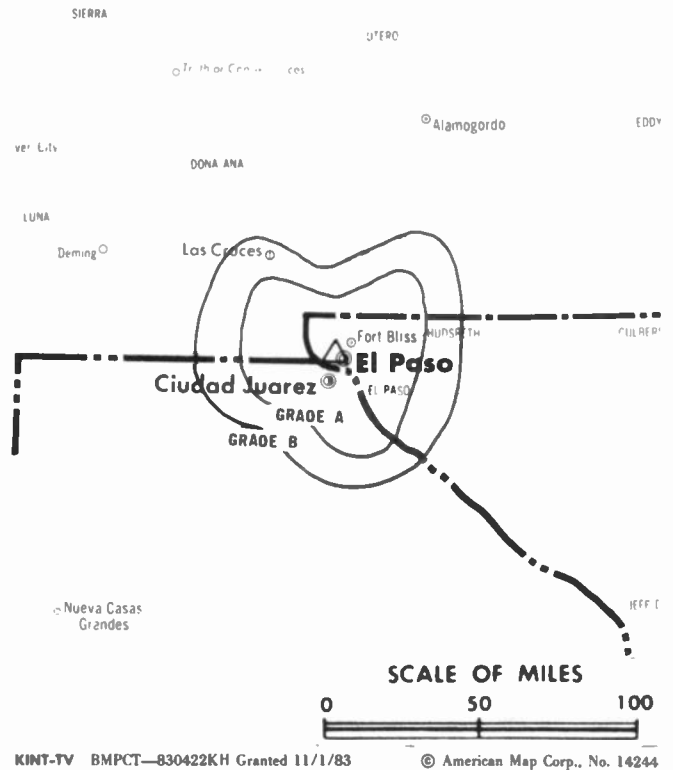 SIERRA
OTERO
Alamogordo
EDDY
DONA ANA
LUNA
Deming
Las Cruces
Fort Bliss
HUDSPETH
El Paso
Ciudad Juarez
EL PASO
GRADE A
GRADE B
Nueva Casas
Grandes
SCALE OF MILES
0 50 100
KINT-TV BMPCT—830422KH Granted 11/1/83 © American Map Corp., No. 14244